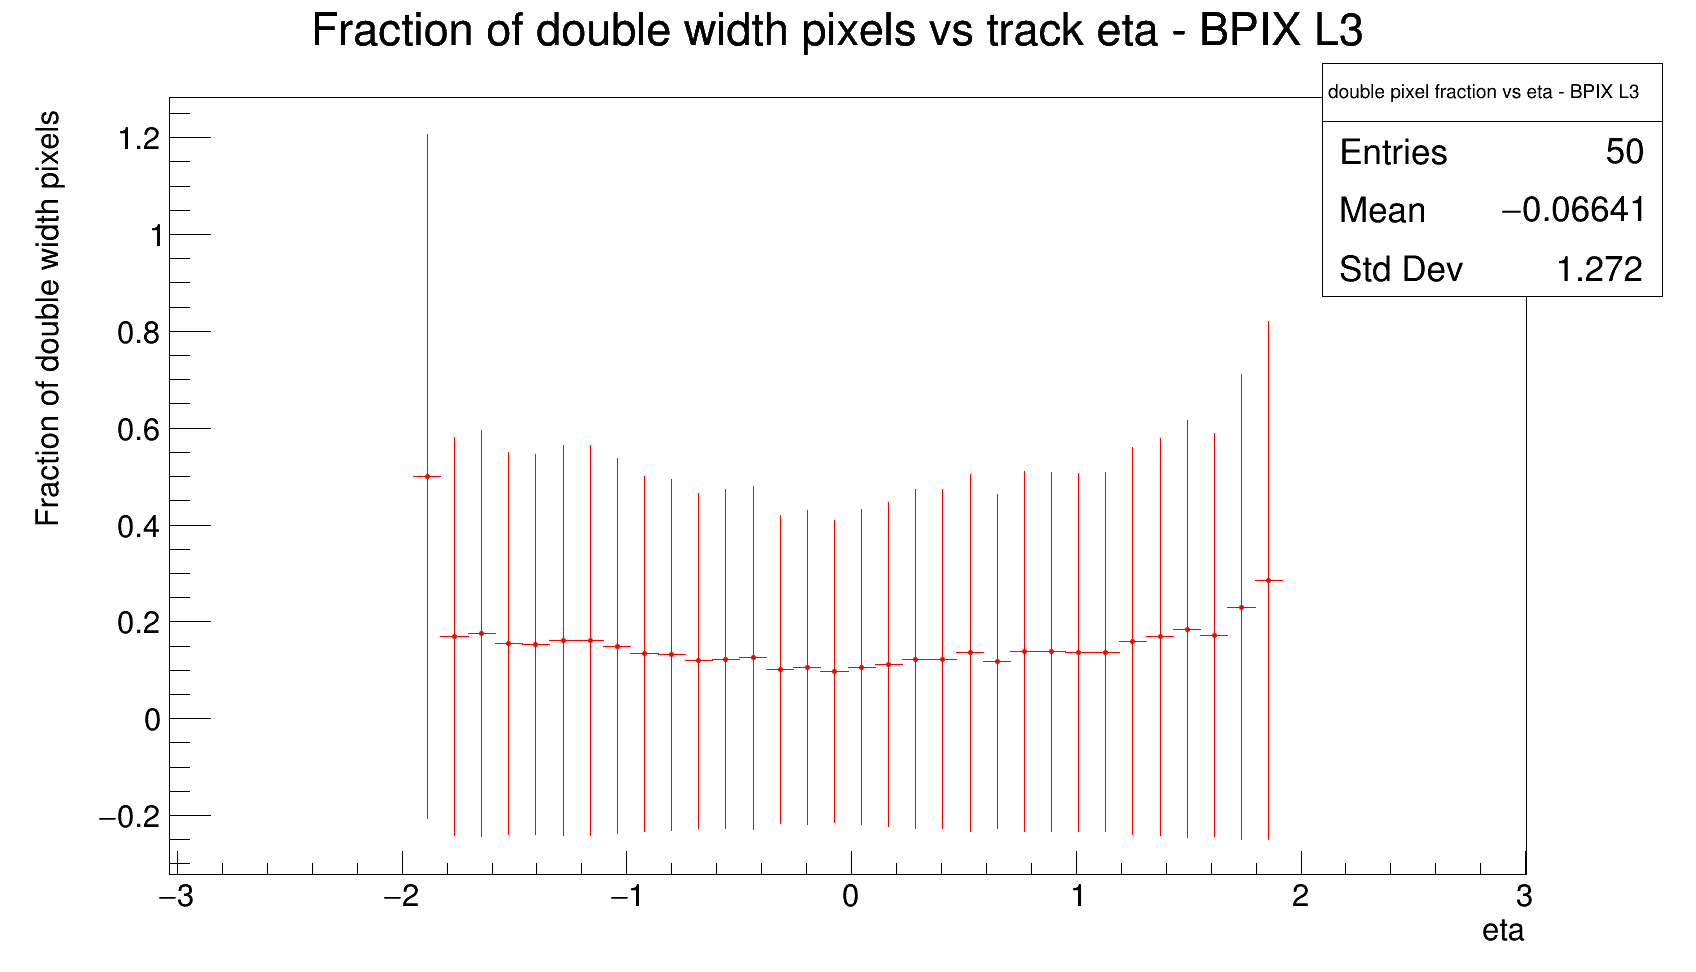 Fraction of double width pixels vs track eta - BPIX L3
double pixel fraction vs eta - BPIX L3
Entries 50
Mean −0.06641
Std Dev 1.272
Fraction of double width pixels
1.2
1
0.8
0.6
0.4
0.2
0
−0.2
−3 −2 −1 0 1 2 3
eta